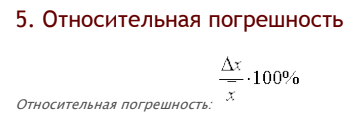 5. Относительная погрешность
Относительная погрешность: Δx / x̄ · 100%